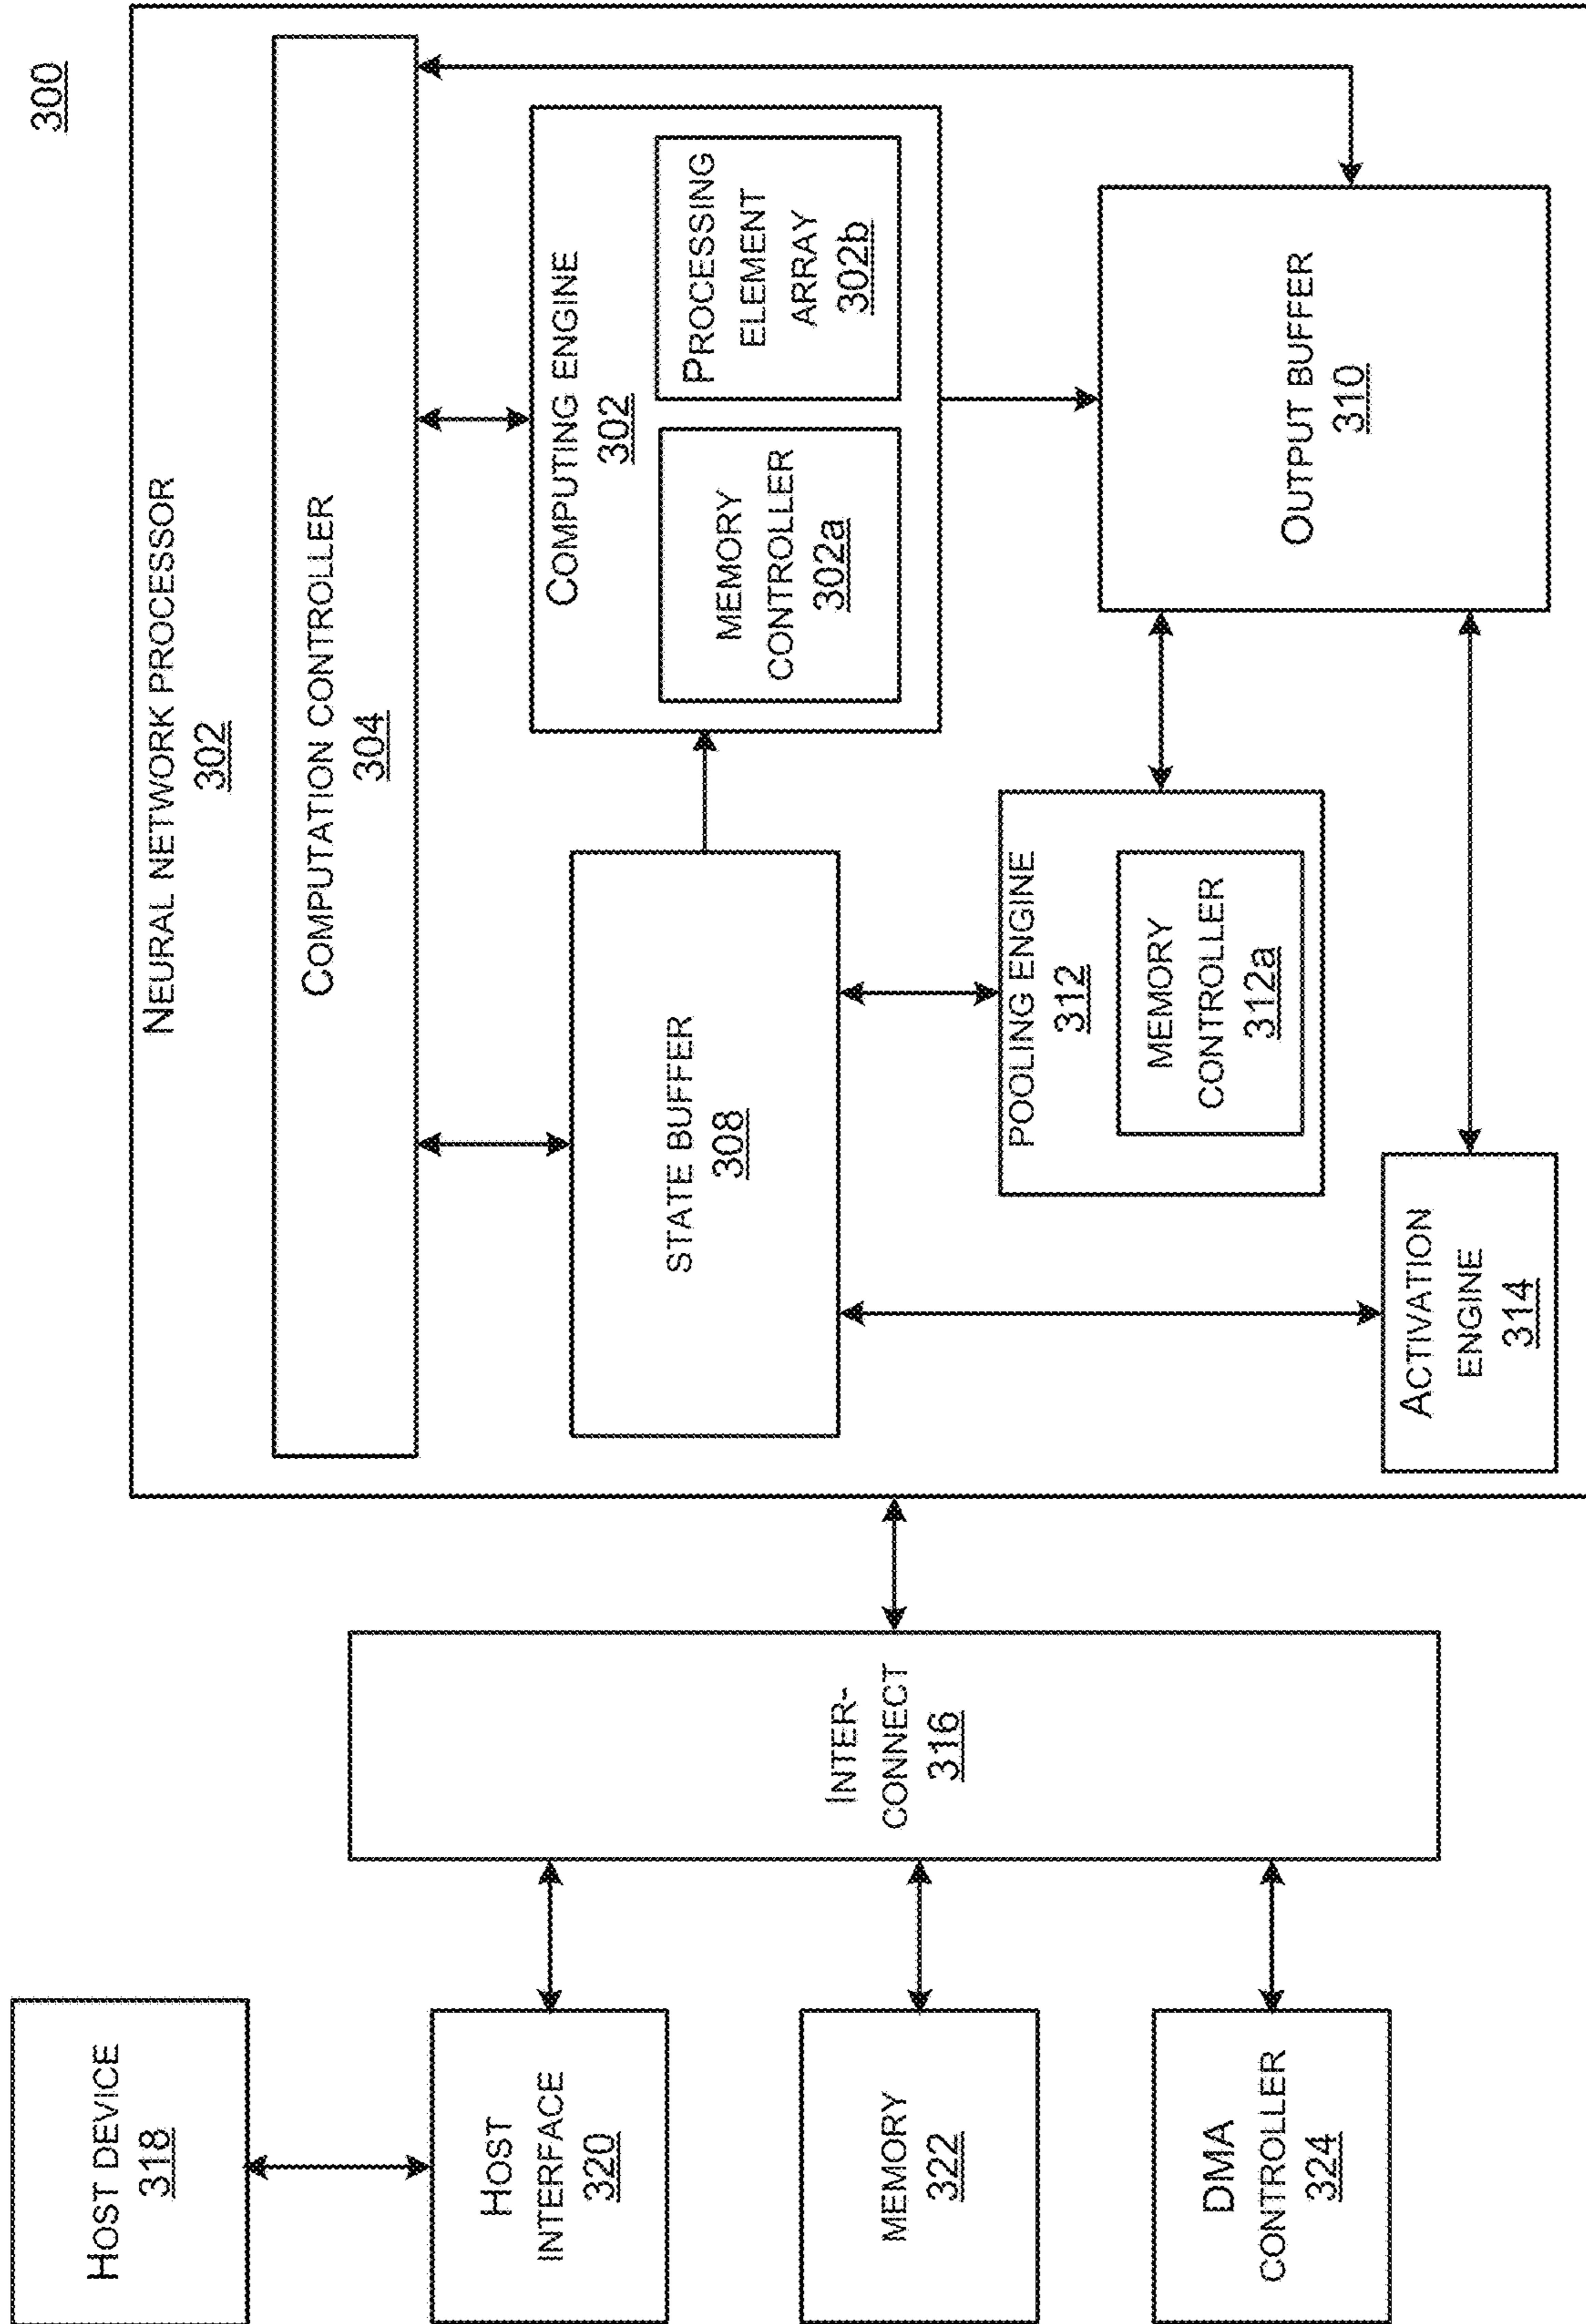 300
HOST DEVICE
318
HOST
INTERFACE
320
MEMORY
322
DMA
CONTROLLER
324
INTER-
CONNECT
316
NEURAL NETWORK PROCESSOR
302
COMPUTATION CONTROLLER
304
STATE BUFFER
308
COMPUTING ENGINE
302
MEMORY
CONTROLLER
302a
PROCESSING
ELEMENT
ARRAY
302b
POOLING ENGINE
312
MEMORY
CONTROLLER
312a
ACTIVATION
ENGINE
314
OUTPUT BUFFER
310